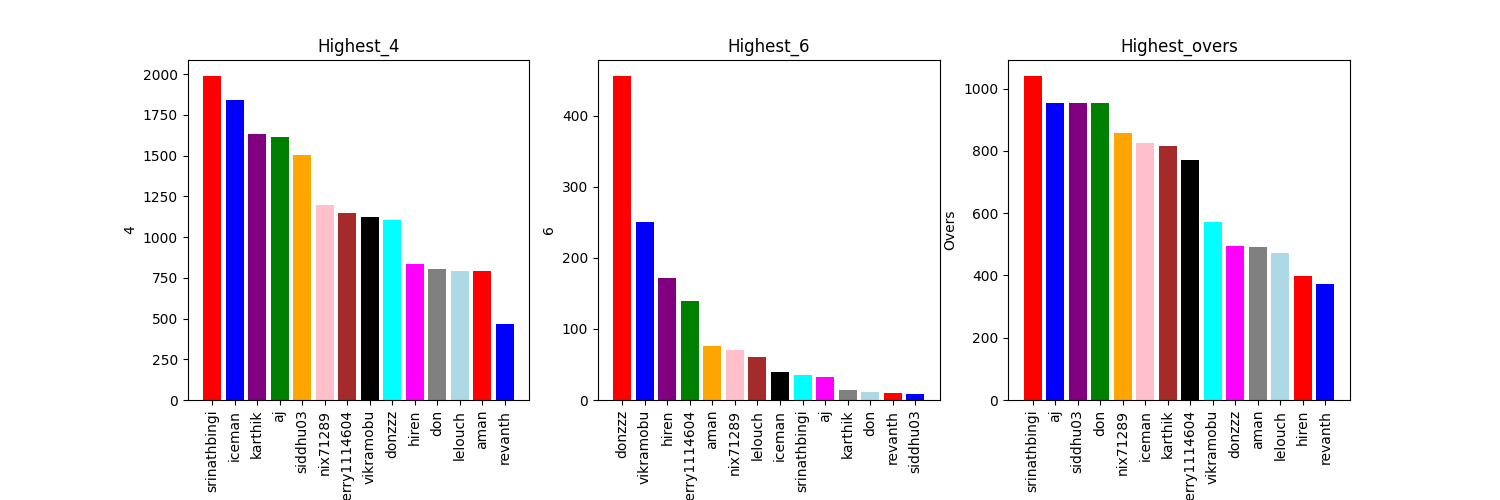 Highest_4
4
2000
1750
1500
1250
1000
750
500
250
0
srinathbingi
iceman
karthik
aj
siddhu03
nix71289
erry1114604
vikramobu
donzzz
hiren
don
lelouch
aman
revanth
Highest_6
6
400
300
200
100
0
donzzz
vikramobu
hiren
erry1114604
aman
nix71289
lelouch
iceman
srinathbingi
aj
karthik
don
revanth
siddhu03
Highest_overs
Overs
1000
800
600
400
200
0
srinathbingi
aj
siddhu03
don
nix71289
iceman
karthik
erry1114604
vikramobu
donzzz
aman
lelouch
hiren
revanth